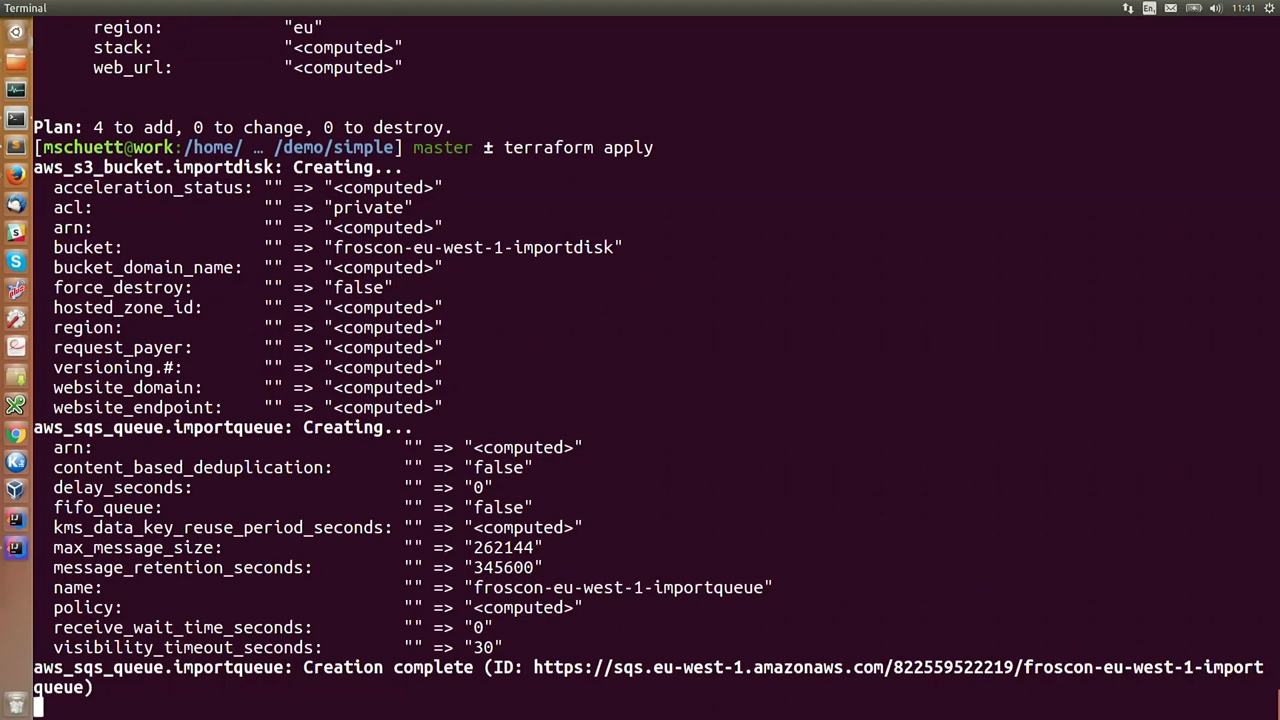 Terminal
En
11:41
region: "eu"
stack: "<computed>"
web_url: "<computed>"
Plan: 4 to add, 0 to change, 0 to destroy.
[mschuett@work:/home/ … /demo/simple] master ± terraform apply
aws_s3_bucket.importdisk: Creating...
acceleration_status: "" => "<computed>"
acl: "" => "private"
arn: "" => "<computed>"
bucket: "" => "froscon-eu-west-1-importdisk"
bucket_domain_name: "" => "<computed>"
force_destroy: "" => "false"
hosted_zone_id: "" => "<computed>"
region: "" => "<computed>"
request_payer: "" => "<computed>"
versioning.#: "" => "<computed>"
website_domain: "" => "<computed>"
website_endpoint: "" => "<computed>"
aws_sqs_queue.importqueue: Creating...
arn: "" => "<computed>"
content_based_deduplication: "" => "false"
delay_seconds: "" => "0"
fifo_queue: "" => "false"
kms_data_key_reuse_period_seconds: "" => "<computed>"
max_message_size: "" => "262144"
message_retention_seconds: "" => "345600"
name: "" => "froscon-eu-west-1-importqueue"
policy: "" => "<computed>"
receive_wait_time_seconds: "" => "0"
visibility_timeout_seconds: "" => "30"
aws_sqs_queue.importqueue: Creation complete (ID: https://sqs.eu-west-1.amazonaws.com/822559522219/froscon-eu-west-1-import
queue)